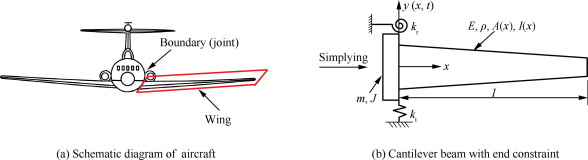 Boundary (joint)
Wing
(a) Schematic diagram of aircraft
Simplying
y (x, t)
k_r
E, ρ, A(x), I(x)
x
m, J
l
k_t
(b) Cantilever beam with end constraint